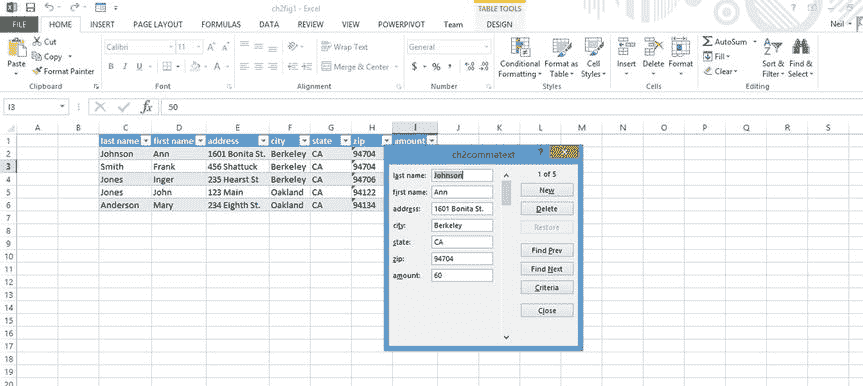 ch2fig1 - Excel
TABLE TOOLS
?
FILE HOME INSERT PAGE LAYOUT FORMULAS DATA REVIEW VIEW POWERPIVOT Team DESIGN Neil
Paste
Cut
Copy
Format Painter
Clipboard
Calibri 11
B I U
Font
Wrap Text
Merge & Center
Alignment
General
$ % ,
Number
Conditional Formatting
Format as Table
Cell Styles
Styles
Insert Delete Format
Cells
AutoSum
Fill
Clear
Sort & Filter
Find & Select
Editing
I3 fx 50
A B C D E F G H I J K L M N O P Q R S
1 last name first name address city state zip amount
2 Johnson Ann 1601 Bonita St. Berkeley CA 94704
3 Smith Frank 456 Shattuck Berkeley CA 94704
4 Jones Inger 235 Hearst St Berkeley CA 94706
5 Jones John 123 Main Oakland CA 94122
6 Anderson Mary 234 Eighth St. Oakland CA 94134
7
8
9
10
11
12
13
14
15
16
17
18
19
ch2commatext ?
last name: Johnson
first name: Ann
address: 1601 Bonita St.
city: Berkeley
state: CA
zip: 94704
amount: 60
1 of 5
New
Delete
Restore
Find Prev
Find Next
Criteria
Close